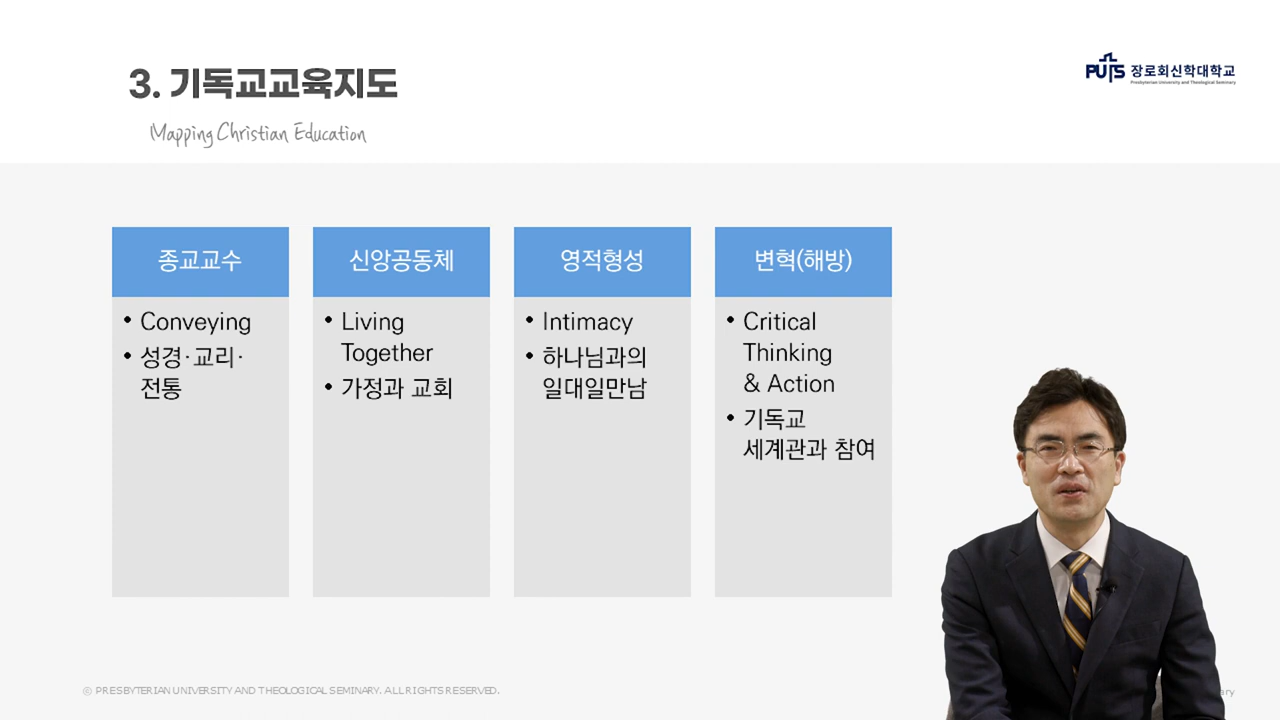 3. 기독교교육지도
Mapping Christian Education
PUTS 장로회신학대학교
Presbyterian University and Theological Seminary
종교교수
• Conveying
• 성경·교리·
전통
신앙공동체
• Living
Together
• 가정과 교회
영적형성
• Intimacy
• 하나님과의
일대일만남
변혁(해방)
• Critical
Thinking
& Action
• 기독교
세계관과 참여
© PRESBYTERIAN UNIVERSITY AND THEOLOGICAL SEMINARY. ALL RIGHTS RESERVED.